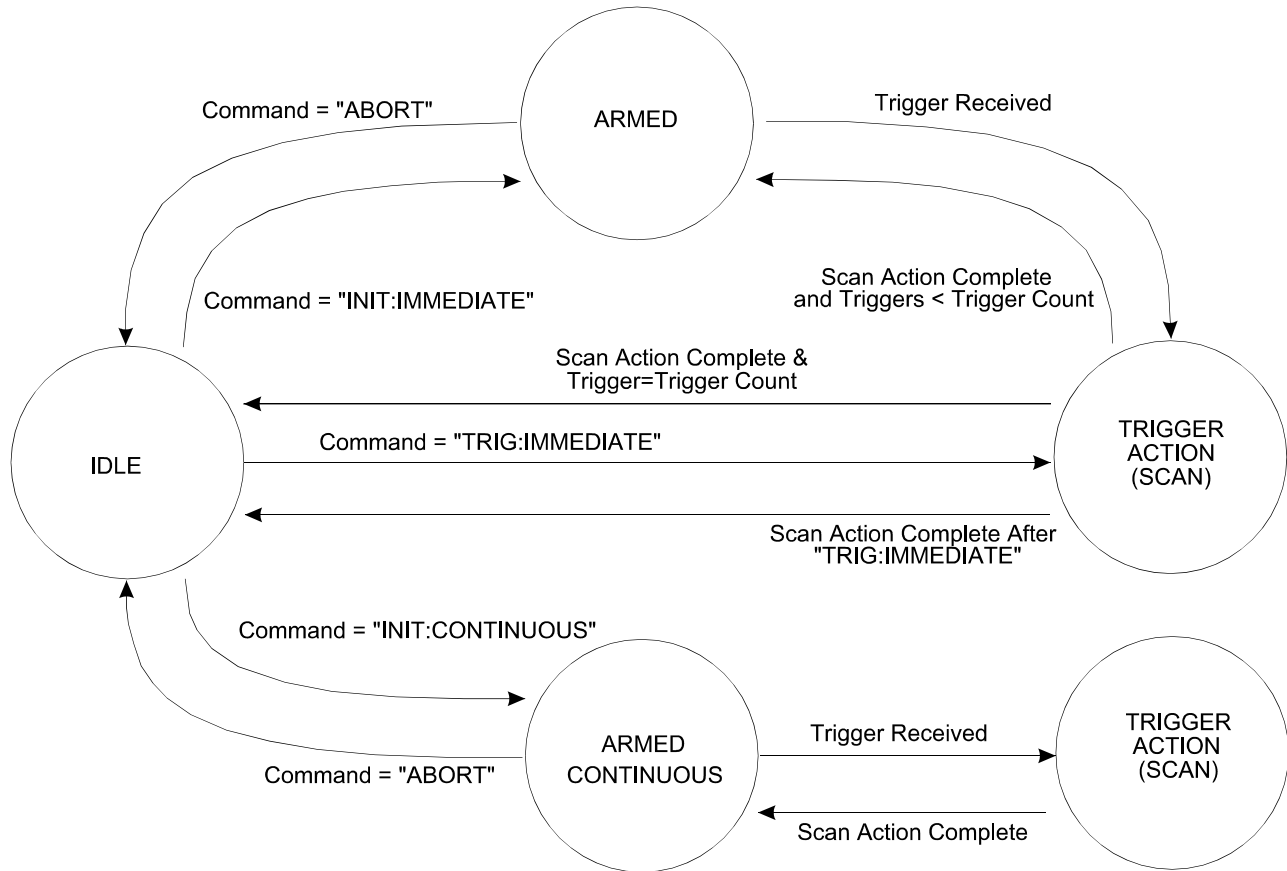 Command = "ABORT"
ARMED
Trigger Received
Command = "INIT:IMMEDIATE"
Scan Action Complete
and Triggers < Trigger Count
Scan Action Complete &
Trigger=Trigger Count
Command = "TRIG:IMMEDIATE"
IDLE
TRIGGER
ACTION
(SCAN)
Scan Action Complete After
"TRIG:IMMEDIATE"
Command = "INIT:CONTINUOUS"
Command = "ABORT"
ARMED
CONTINUOUS
Trigger Received
TRIGGER
ACTION
(SCAN)
Scan Action Complete